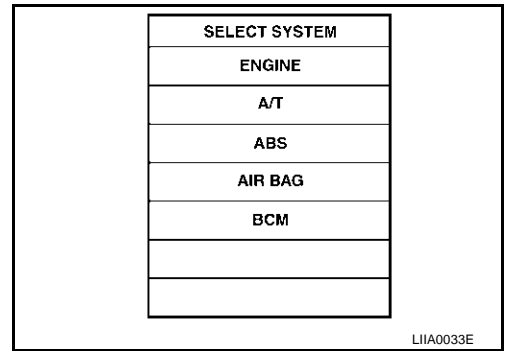 SELECT SYSTEM
ENGINE
A/T
ABS
AIR BAG
BCM
LIIA0033E